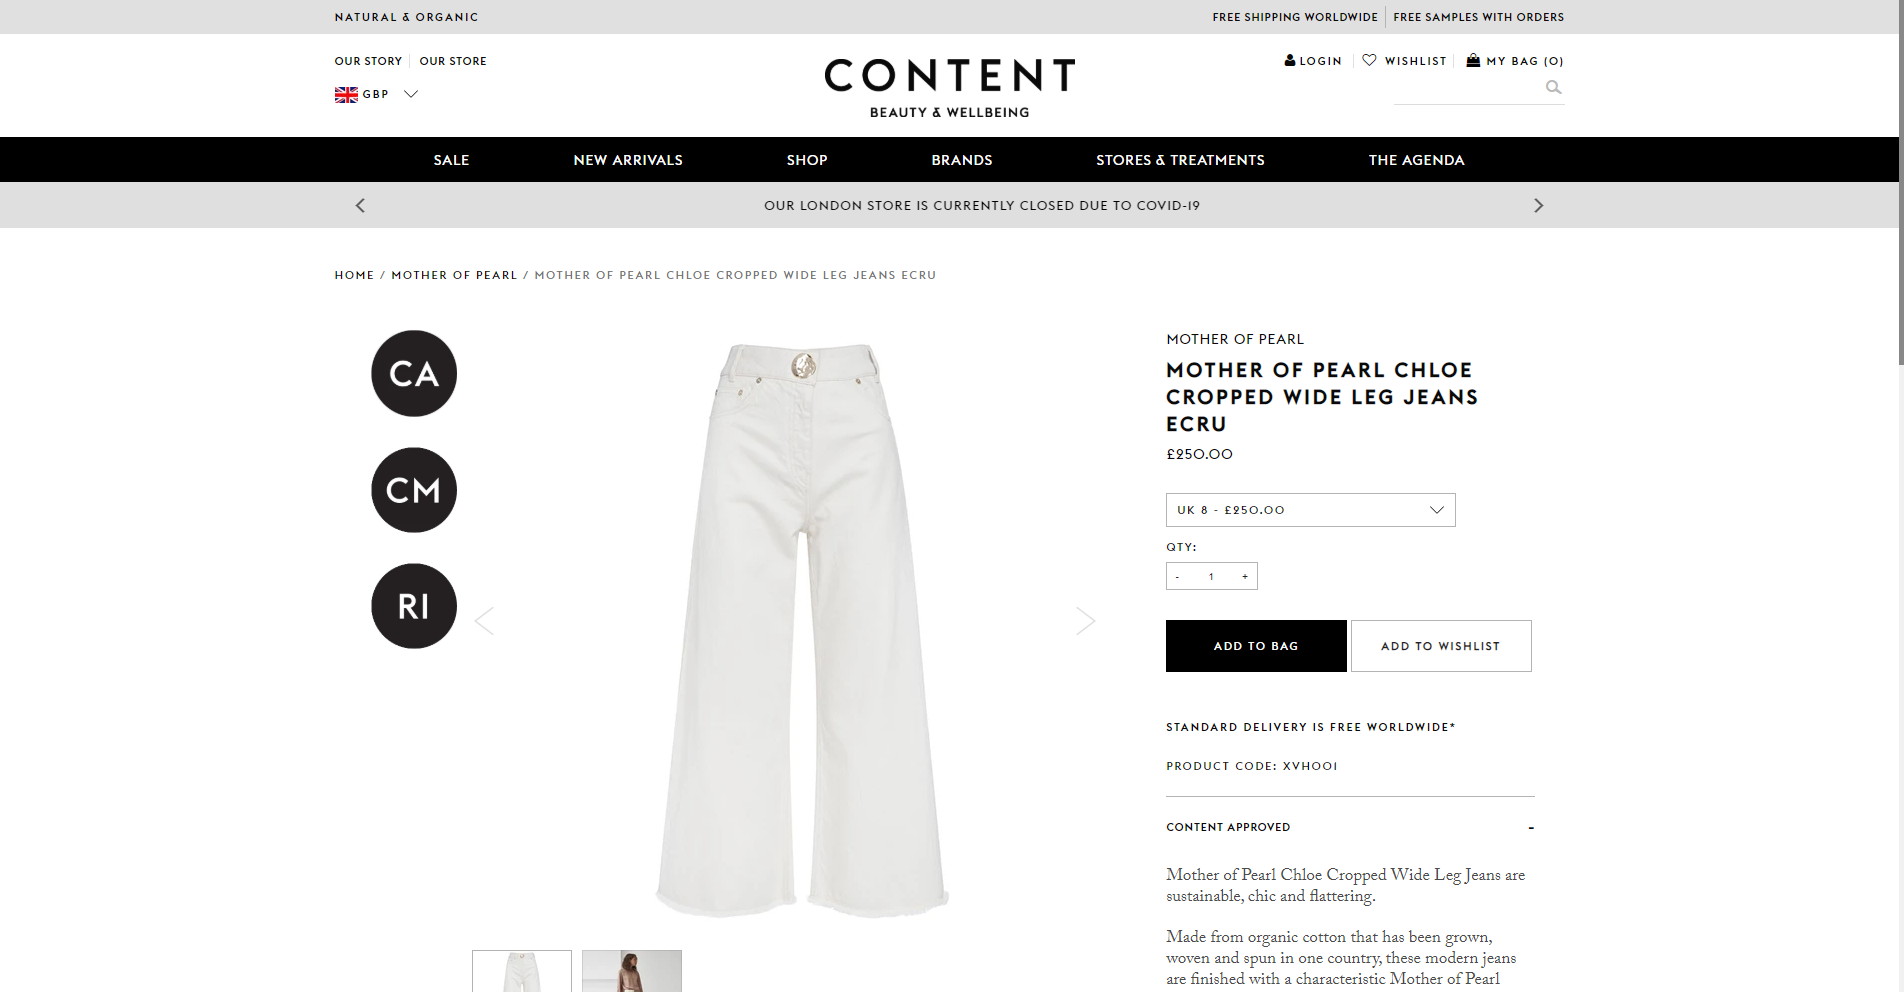 NATURAL & ORGANIC
FREE SHIPPING WORLDWIDE
FREE SAMPLES WITH ORDERS
OUR STORY
OUR STORE
GBP
CONTENT
BEAUTY & WELLBEING
LOGIN
WISHLIST
MY BAG (0)
SALE
NEW ARRIVALS
SHOP
BRANDS
STORES & TREATMENTS
THE AGENDA
OUR LONDON STORE IS CURRENTLY CLOSED DUE TO COVID-19
HOME / MOTHER OF PEARL / MOTHER OF PEARL CHLOE CROPPED WIDE LEG JEANS ECRU
CA
CM
RI
MOTHER OF PEARL
MOTHER OF PEARL CHLOE
CROPPED WIDE LEG JEANS
ECRU
£250.00
UK 8 - £250.00
QTY:
- 1 +
ADD TO BAG
ADD TO WISHLIST
STANDARD DELIVERY IS FREE WORLDWIDE*
PRODUCT CODE: XVH001
CONTENT APPROVED -
Mother of Pearl Chloe Cropped Wide Leg Jeans are
sustainable, chic and flattering.
Made from organic cotton that has been grown,
woven and spun in one country, these modern jeans
are finished with a characteristic Mother of Pearl